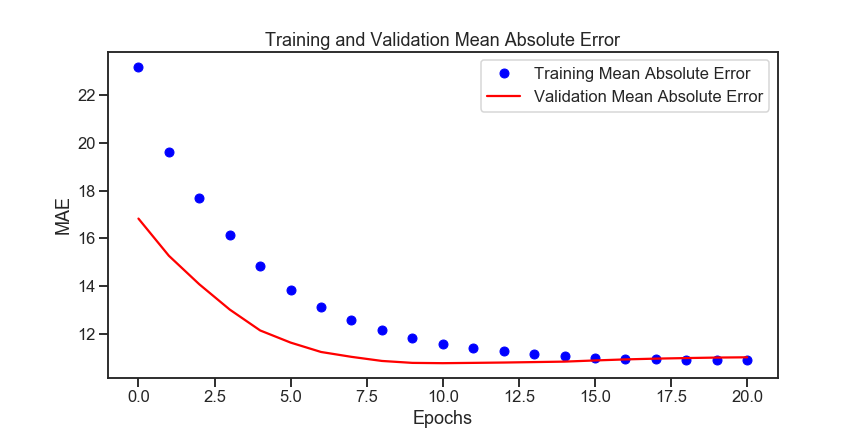 Training and Validation Mean Absolute Error
Training Mean Absolute Error
Validation Mean Absolute Error
22
20
18
16
14
12
MAE
0.0 2.5 5.0 7.5 10.0 12.5 15.0 17.5 20.0
Epochs